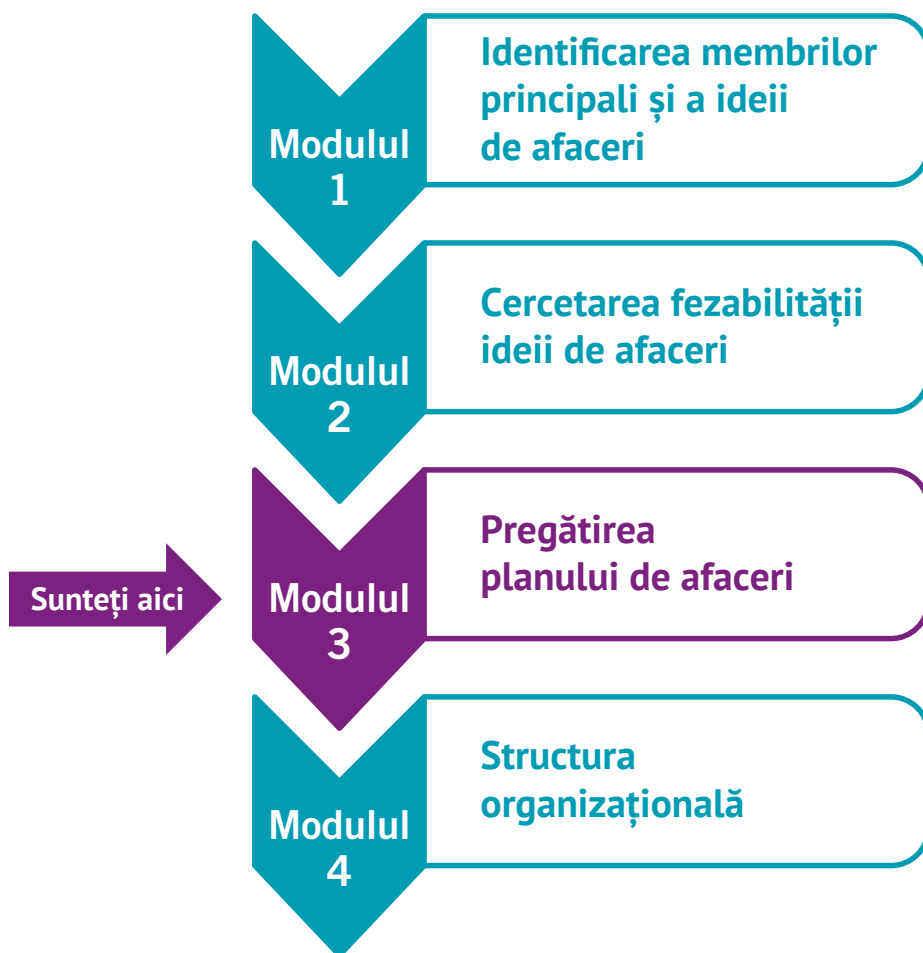 Modulul
1
Identificarea membrilor
principali și a ideii
de afaceri
Modulul
2
Cercetarea fezabilității
ideii de afaceri
Sunteți aici
Modulul
3
Pregătirea
planului de afaceri
Modulul
4
Structura
organizațională